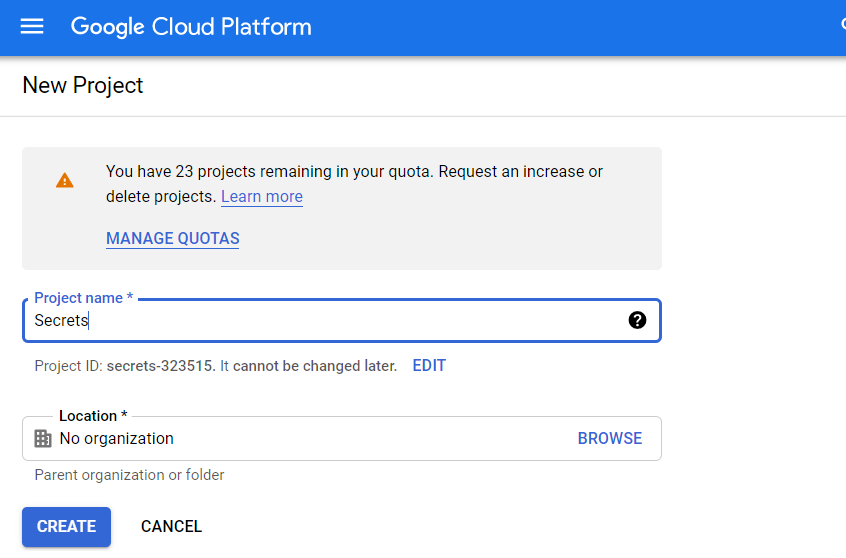 Google Cloud Platform
New Project
You have 23 projects remaining in your quota. Request an increase or
delete projects. Learn more
MANAGE QUOTAS
Project name *
Secrets
Project ID: secrets-323515. It cannot be changed later. EDIT
Location *
No organization BROWSE
Parent organization or folder
CREATE CANCEL